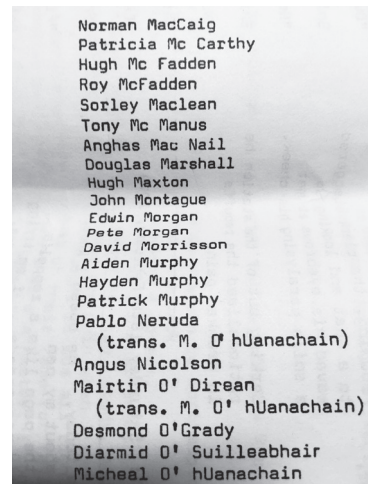 Norman MacCaig
Patricia Mc Carthy
Hugh Mc Fadden
Roy McFadden
Sorley Maclean
Tony Mc Manus
Anghas Mac Nail
Douglas Marshall
Hugh Maxton
John Montague
Edwin Morgan
Pete Morgan
David Morrisson
Aiden Murphy
Hayden Murphy
Patrick Murphy
Pablo Neruda
(trans. M. O' hUanachain)
Angus Nicolson
Mairtin O' Direan
(trans. M. O' hUanachain)
Desmond O'Grady
Diarmid O' Suilleabhair
Micheal O' hUanachain